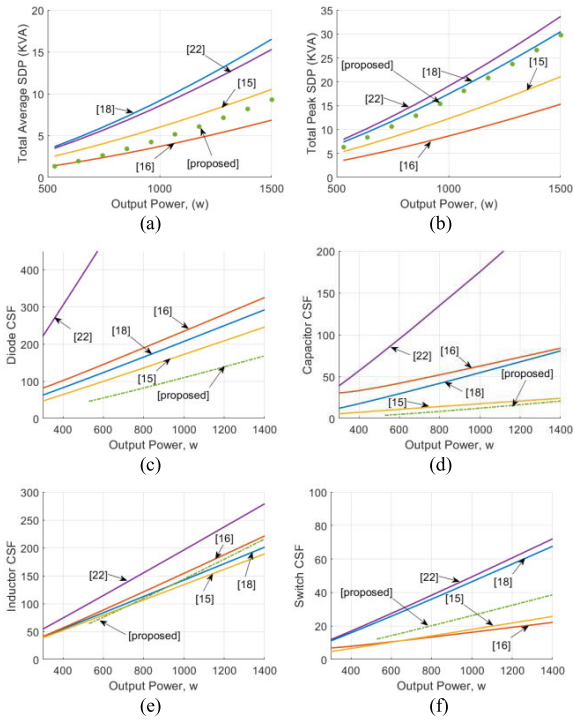 20
15
10
5
0
500
1000
1500
Total Average SDP (KVA)
Output Power, (w)
[22]
[18]
[15]
[16]
[proposed]
(a)
35
30
25
20
15
10
5
0
500
1000
1500
Total Peak SDP (KVA)
Output Power, (w)
[proposed]
[18]
[22]
[15]
[16]
(b)
400
300
200
100
0
400 600 800 1000 1200 1400
Diode CSF
Output Power, w
[22]
[16]
[18]
[15]
[proposed]
(c)
200
150
100
50
0
400 600 800 1000 1200 1400
Capacitor CSF
Output Power, w
[22]
[16]
[proposed]
[18]
[15]
(d)
300
250
200
150
100
50
0
400 600 800 1000 1200 1400
Inductor CSF
Output Power, w
[22]
[16]
[18]
[15]
[proposed]
(e)
100
80
60
40
20
0
400 600 800 1000 1200 1400
Switch CSF
Output Power, w
[22]
[18]
[proposed]
[15]
[16]
(f)